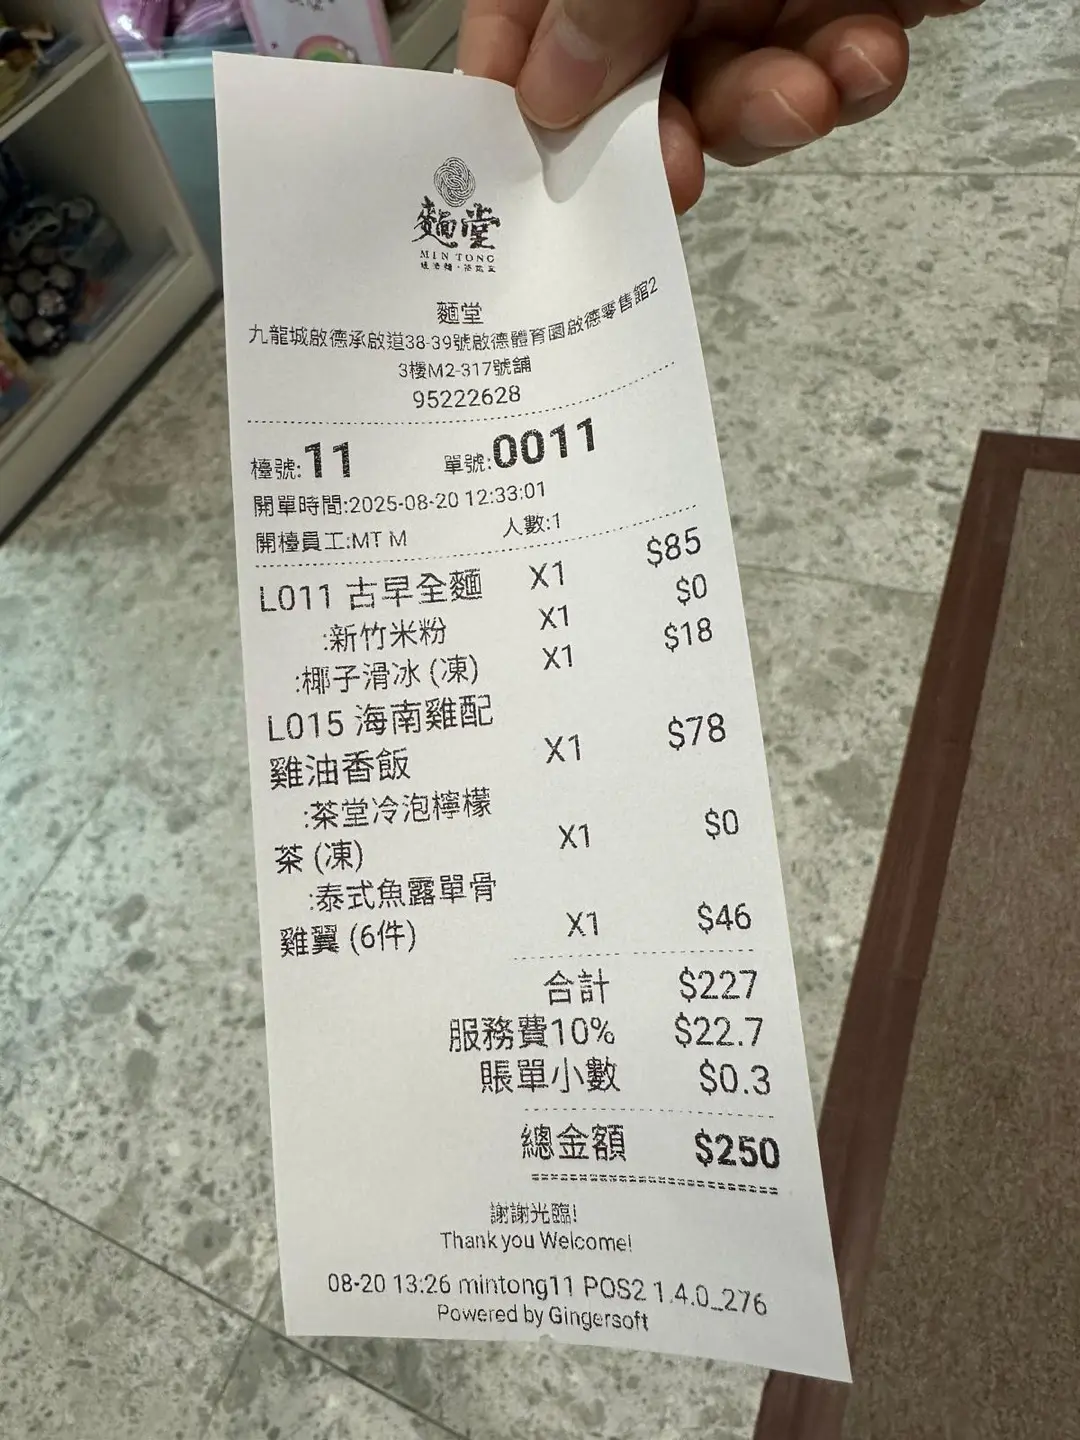 麵堂
MIN TONG
麵堂
九龍城啟德承啟道38-39號啟德體育園啟德零售館2
3樓M2-317號舖
95222628
檯號:11 單號:0011
開單時間:2025-08-20 12:33:01
開檯員工:MT M 人數:1
L011 古早全麵 X1 $85
:新竹米粉 X1 $0
:椰子滑冰 (凍) X1 $18
L015 海南雞配
雞油香飯 X1 $78
:茶堂冷泡檸檬
茶 (凍) X1 $0
:泰式魚露單骨
雞翼 (6件) X1 $46
合計 $227
服務費10% $22.7
賬單小數 $0.3
總金額 $250
謝謝光臨!
Thank you Welcome!
08-20 13:26 mintong11 POS2 1.4.0_276
Powered by Gingersoft